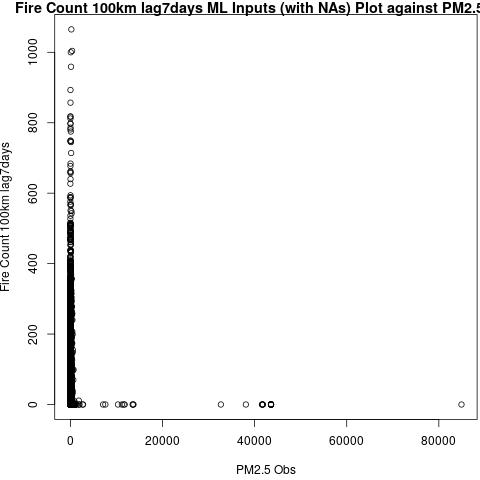 Fire Count 100km lag7days ML Inputs (with NAs) Plot against PM2.5
Fire Count 100km lag7days
1000
800
600
400
200
0
0 20000 40000 60000 80000
PM2.5 Obs